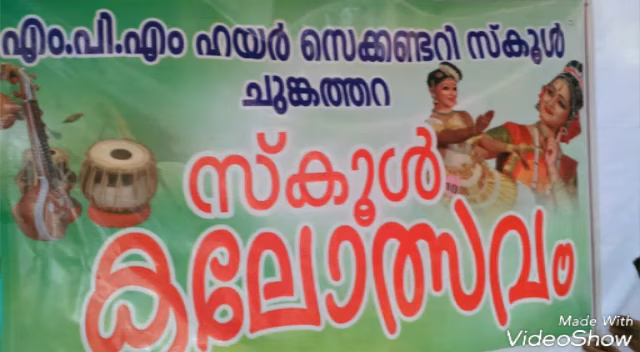 എം.പി.എം ഹയർ സെക്കണ്ടറി സ്കൂൾ
ചുങ്കത്തറ
സ്കൂൾ
കലോത്സവം
Made With
VideoShow